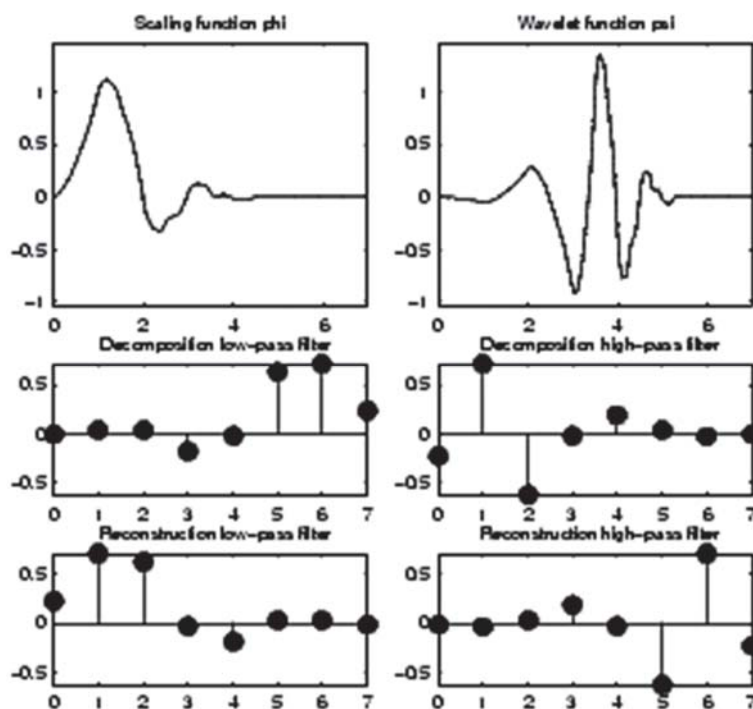 Scaling function phi
Wavelet function psi
1
0.5
0
-0.5
-1
0 2 4 6
1
0.5
0
-0.5
-1
0 2 4 6
Decomposition low-pass filter
Decomposition high-pass filter
0.5
0
-0.5
0 1 2 3 4 5 6 7
0.5
0
-0.5
0 1 2 3 4 5 6 7
Reconstruction low-pass filter
Reconstruction high-pass filter
0.5
0
-0.5
0 1 2 3 4 5 6 7
0.5
0
-0.5
0 1 2 3 4 5 6 7